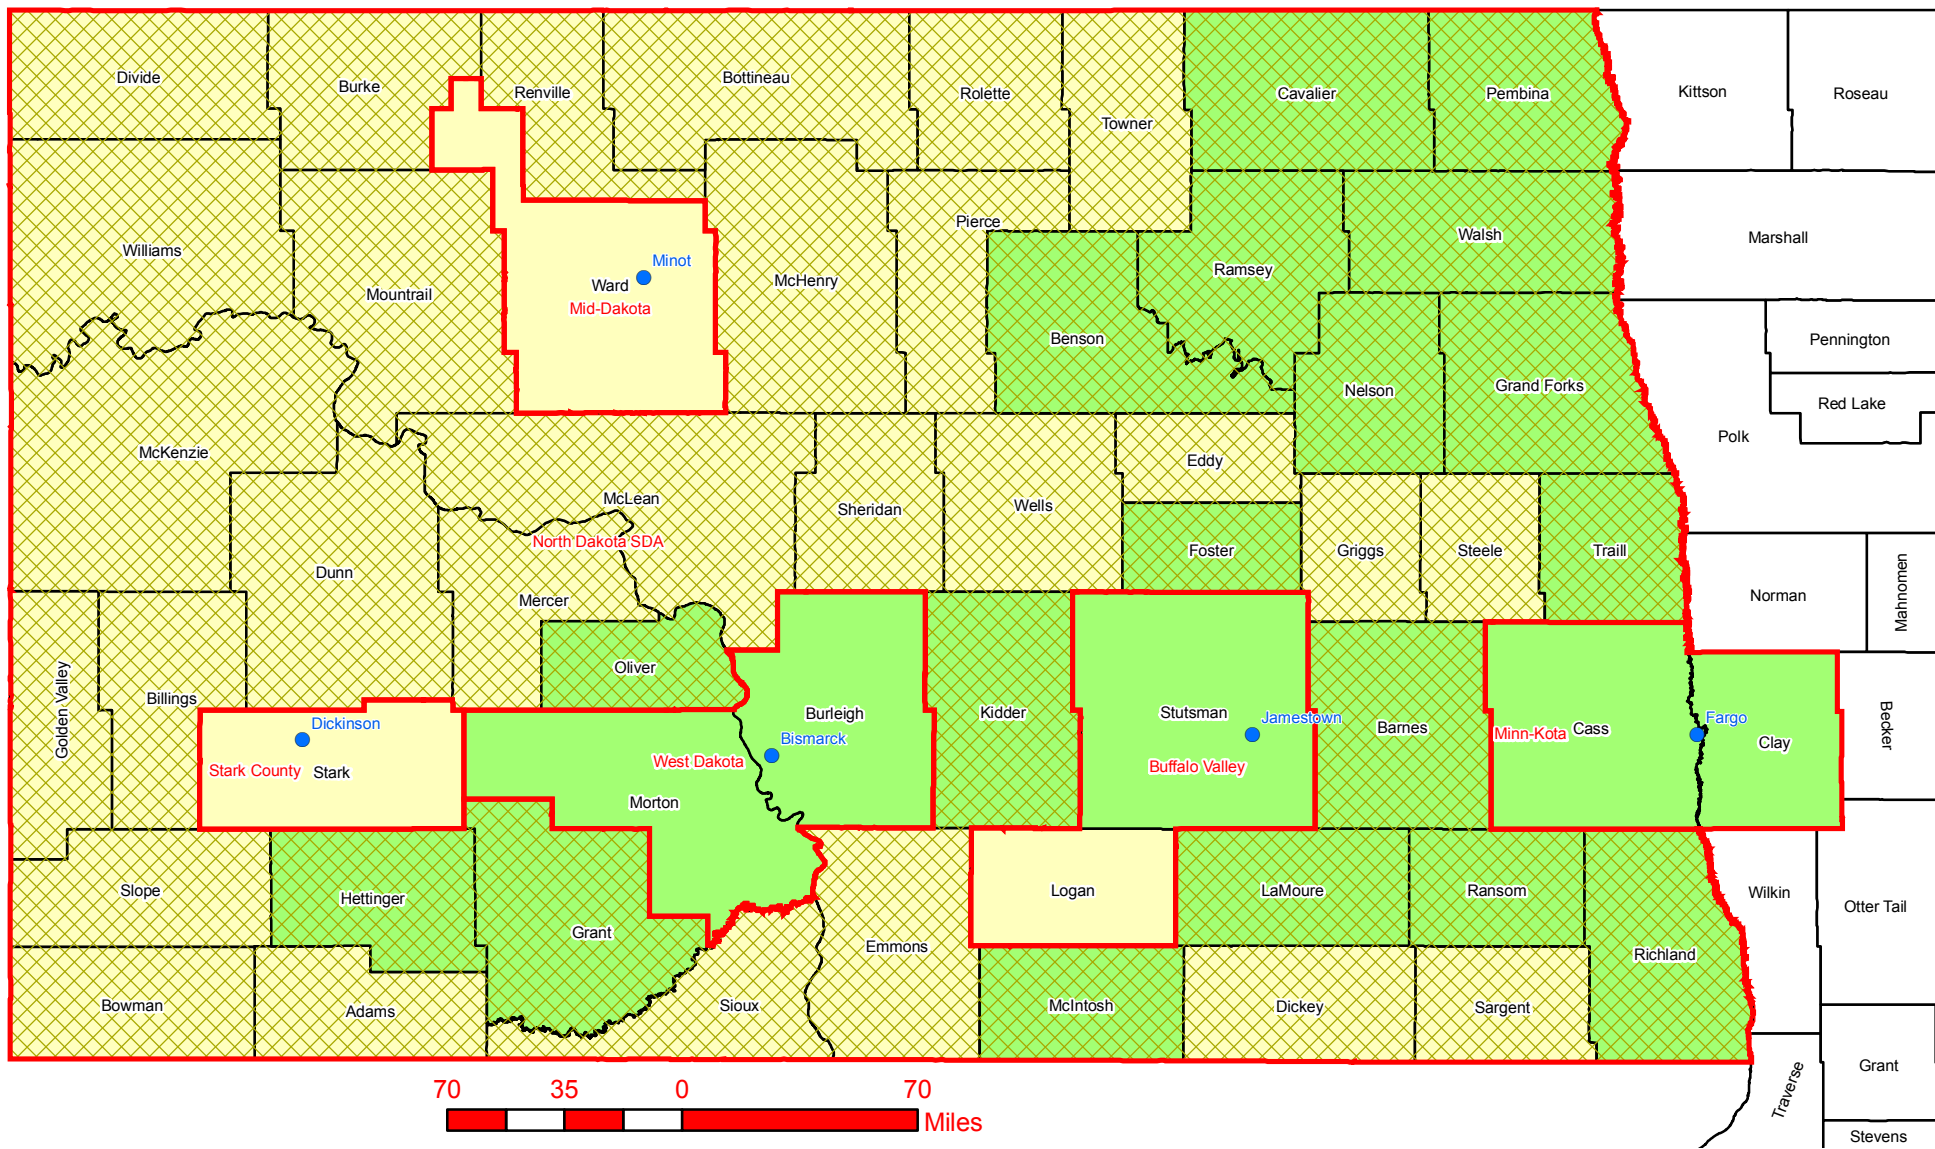 Divide
Burke
Renville
Bottineau
Rolette
Towner
Cavalier
Pembina
Kittson
Roseau
Williams
Mountrail
Minot
Ward
Mid-Dakota
McHenry
Pierce
Benson
Ramsey
Walsh
Marshall
Nelson
Grand Forks
Pennington
Red Lake
Polk
McKenzie
McLean
Sheridan
Wells
Eddy
Foster
Griggs
Steele
Traill
North Dakota SDA
Dunn
Mercer
Norman
Mahnomen
Golden Valley
Billings
Oliver
Dickinson
Stark County
Stark
West Dakota
Bismarck
Burleigh
Morton
Kidder
Stutsman
Jamestown
Buffalo Valley
Barnes
Minn-Kota
Cass
Fargo
Clay
Becker
Slope
Hettinger
Grant
Emmons
Logan
LaMoure
Ransom
Richland
Wilkin
Otter Tail
Bowman
Adams
Sioux
McIntosh
Dickey
Sargent
Traverse
Grant
Stevens
70 35 0 70
Miles